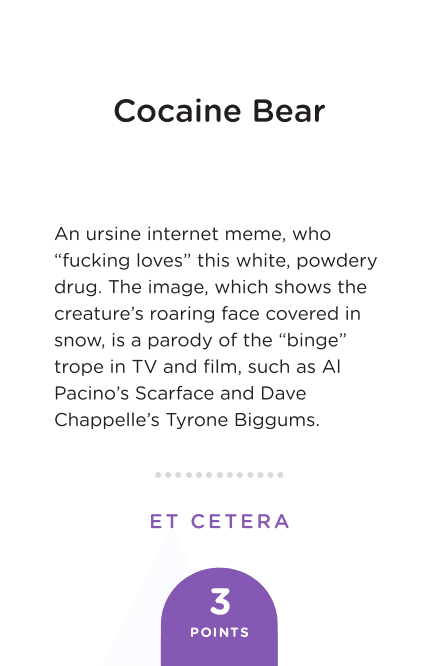 Cocaine Bear
An ursine internet meme, who
“fucking loves” this white, powdery
drug. The image, which shows the
creature’s roaring face covered in
snow, is a parody of the “binge”
trope in TV and film, such as Al
Pacino’s Scarface and Dave
Chappelle’s Tyrone Biggums.
ET CETERA
3
POINTS